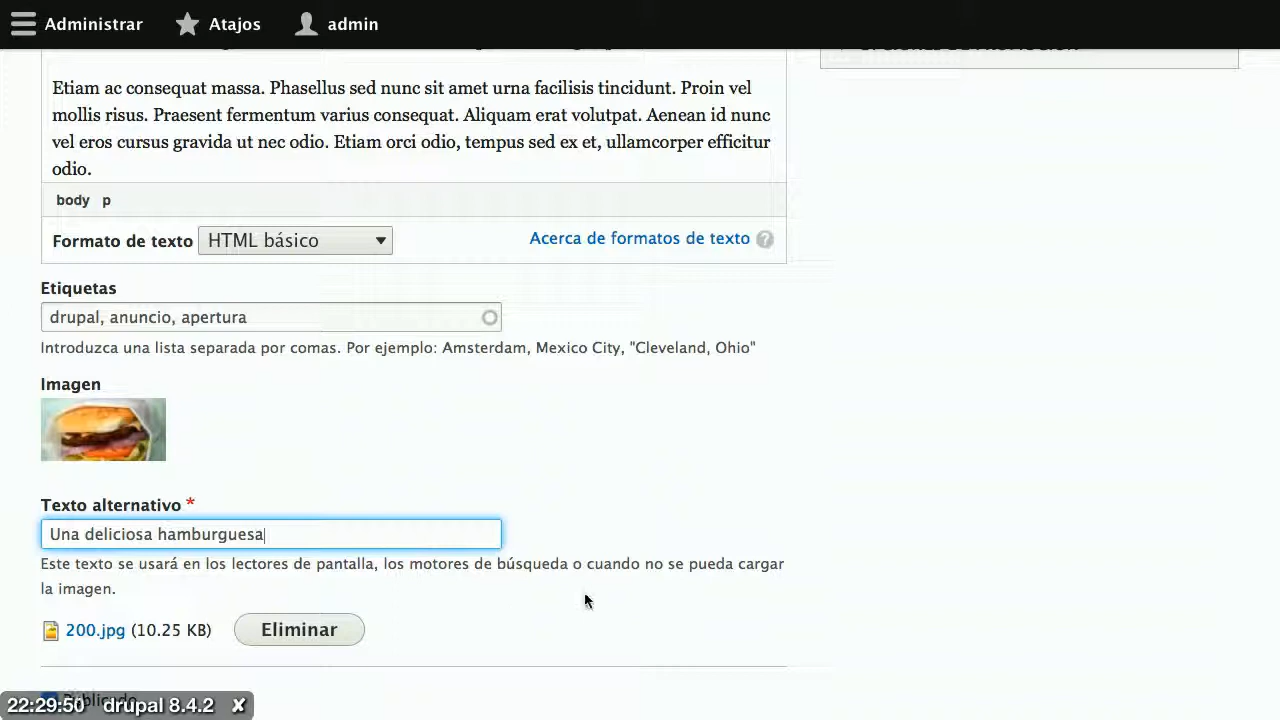 Administrar Atajos admin
Etiam ac consequat massa. Phasellus sed nunc sit amet urna facilisis tincidunt. Proin vel
mollis risus. Praesent fermentum varius consequat. Aliquam erat volutpat. Aenean id nunc
vel eros cursus gravida ut nec odio. Etiam orci odio, tempus sed ex et, ullamcorper efficitur
odio.
body p
Formato de texto HTML básico Acerca de formatos de texto ?
Etiquetas
drupal, anuncio, apertura
Introduzca una lista separada por comas. Por ejemplo: Amsterdam, Mexico City, "Cleveland, Ohio"
Imagen
Texto alternativo *
Una deliciosa hamburguesa
Este texto se usará en los lectores de pantalla, los motores de búsqueda o cuando no se pueda cargar
la imagen.
200.jpg (10.25 KB) Eliminar
Publicado
22:29:50 drupal 8.4.2 ✘